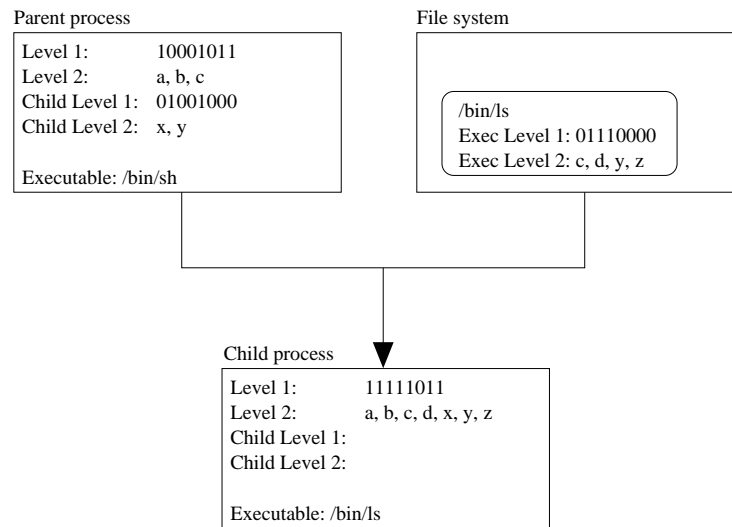 Parent process
Level 1: 10001011
Level 2: a, b, c
Child Level 1: 01001000
Child Level 2: x, y
Executable: /bin/sh
File system
/bin/ls
Exec Level 1: 01110000
Exec Level 2: c, d, y, z
Child process
Level 1: 11111011
Level 2: a, b, c, d, x, y, z
Child Level 1:
Child Level 2:
Executable: /bin/ls